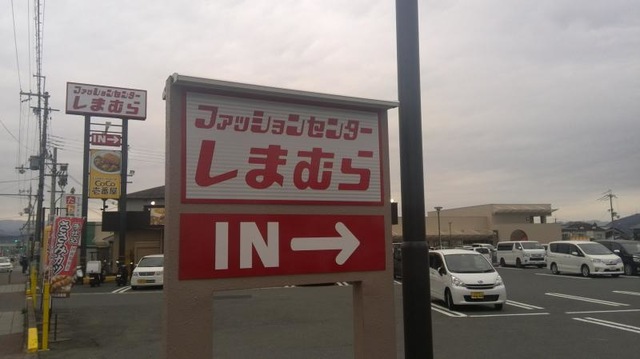 ファッションセンター
しまむら
IN→
CoCo
壱番屋
ファッションセンター
しまむら
IN→